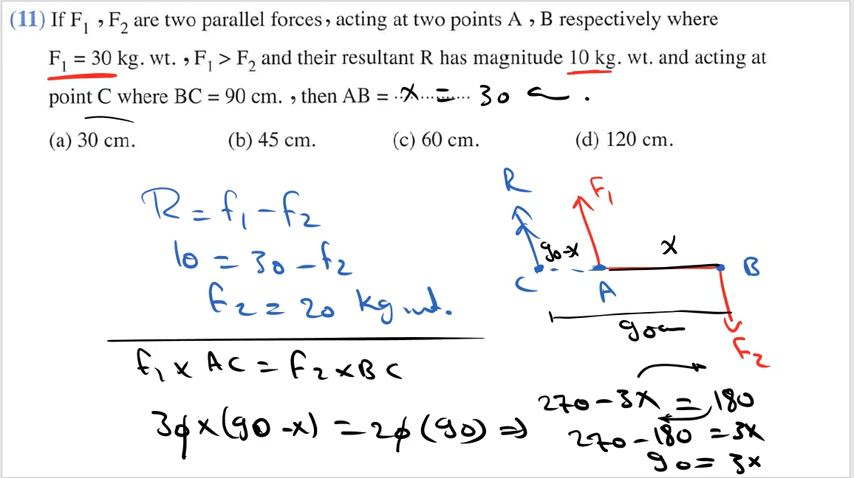 (11) If F₁ , F₂ are two parallel forces, acting at two points A , B respectively where
F₁ = 30 kg. wt. , F₁ > F₂ and their resultant R has magnitude 10 kg. wt. and acting at
point C where BC = 90 cm. , then AB = ........... x = 30 cm .
(a) 30 cm. (b) 45 cm. (c) 60 cm. (d) 120 cm.
R = f₁ - f₂
10 = 30 - f₂
f₂ = 20 kg wt.
R F₁
90-x x
C A B
90 cm
F₂
f₁ × AC = f₂ × BC
30 × (90 - x) = 20 (90) ⇒
270 - 3x = 180
270 - 180 = 3x
90 = 3x